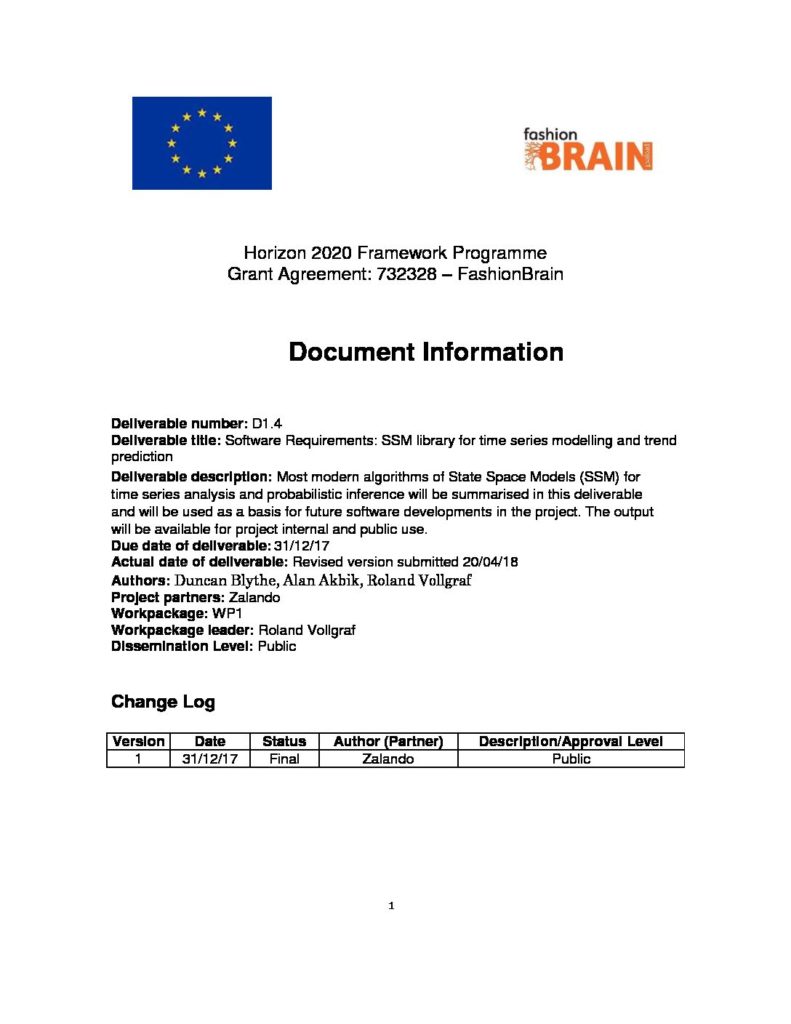 fashion
BRAIN
Horizon 2020 Framework Programme
Grant Agreement: 732328 – FashionBrain
Document Information
Deliverable number: D1.4
Deliverable title: Software Requirements: SSM library for time series modelling and trend
prediction
Deliverable description: Most modern algorithms of State Space Models (SSM) for
time series analysis and probabilistic inference will be summarised in this deliverable
and will be used as a basis for future software developments in the project. The output
will be available for project internal and public use.
Due date of deliverable: 31/12/17
Actual date of deliverable: Revised version submitted 20/04/18
Authors: Duncan Blythe, Alan Akbik, Roland Vollgraf
Project partners: Zalando
Workpackage: WP1
Workpackage leader: Roland Vollgraf
Dissemination Level: Public
Change Log
Version Date Status Author (Partner) Description/Approval Level
1 31/12/17 Final Zalando Public
1